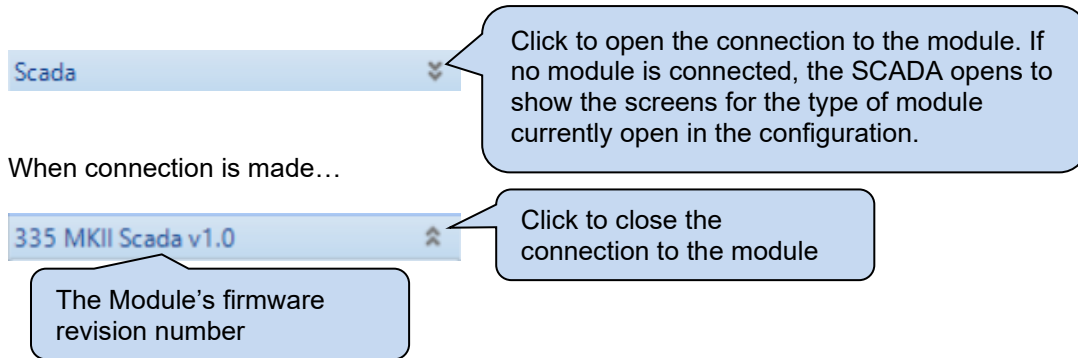 Scada
Click to open the connection to the module. If
no module is connected, the SCADA opens to
show the screens for the type of module
currently open in the configuration.
When connection is made…
335 MKII Scada v1.0
Click to close the
connection to the module
The Module’s firmware
revision number